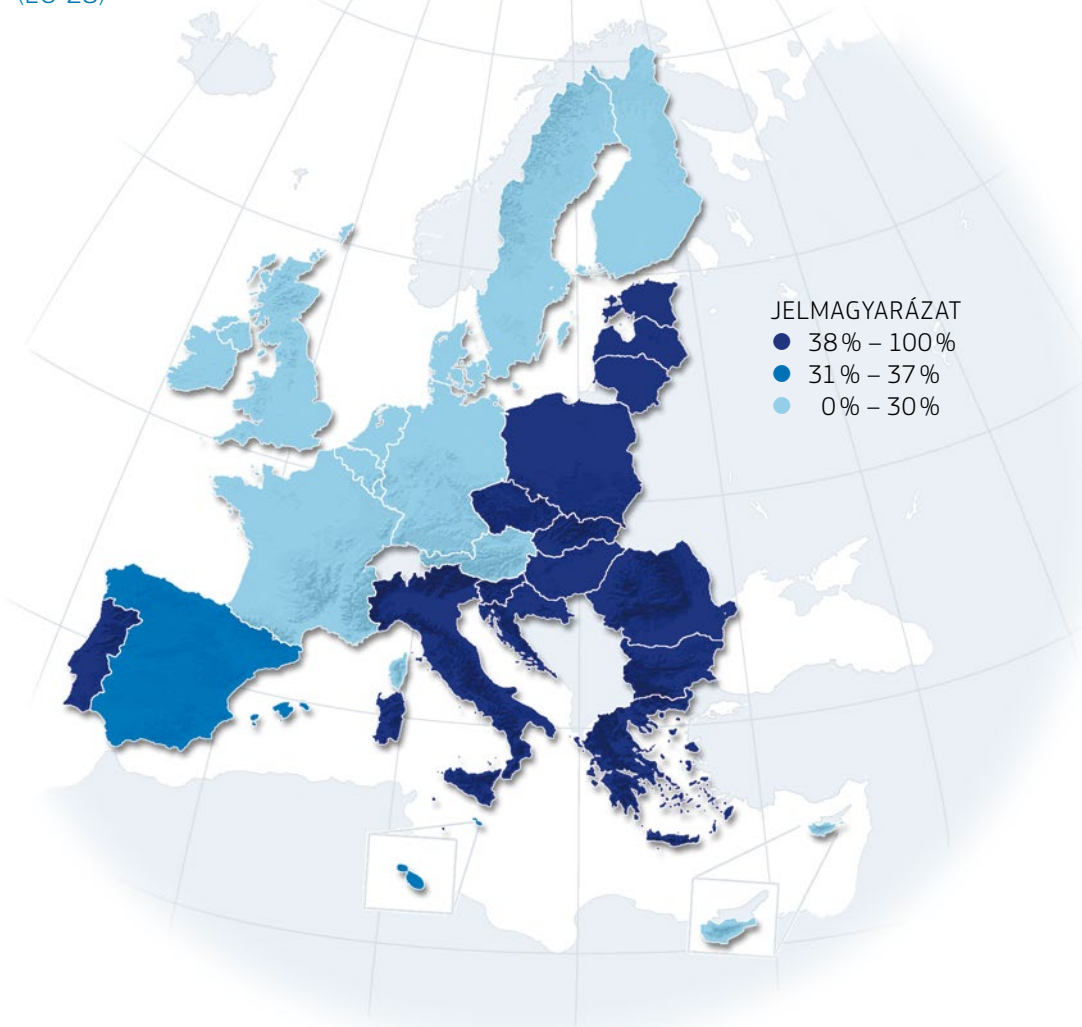 JELMAGYARÁZAT
38 % – 100 %
31 % – 37 %
0 % – 30 %